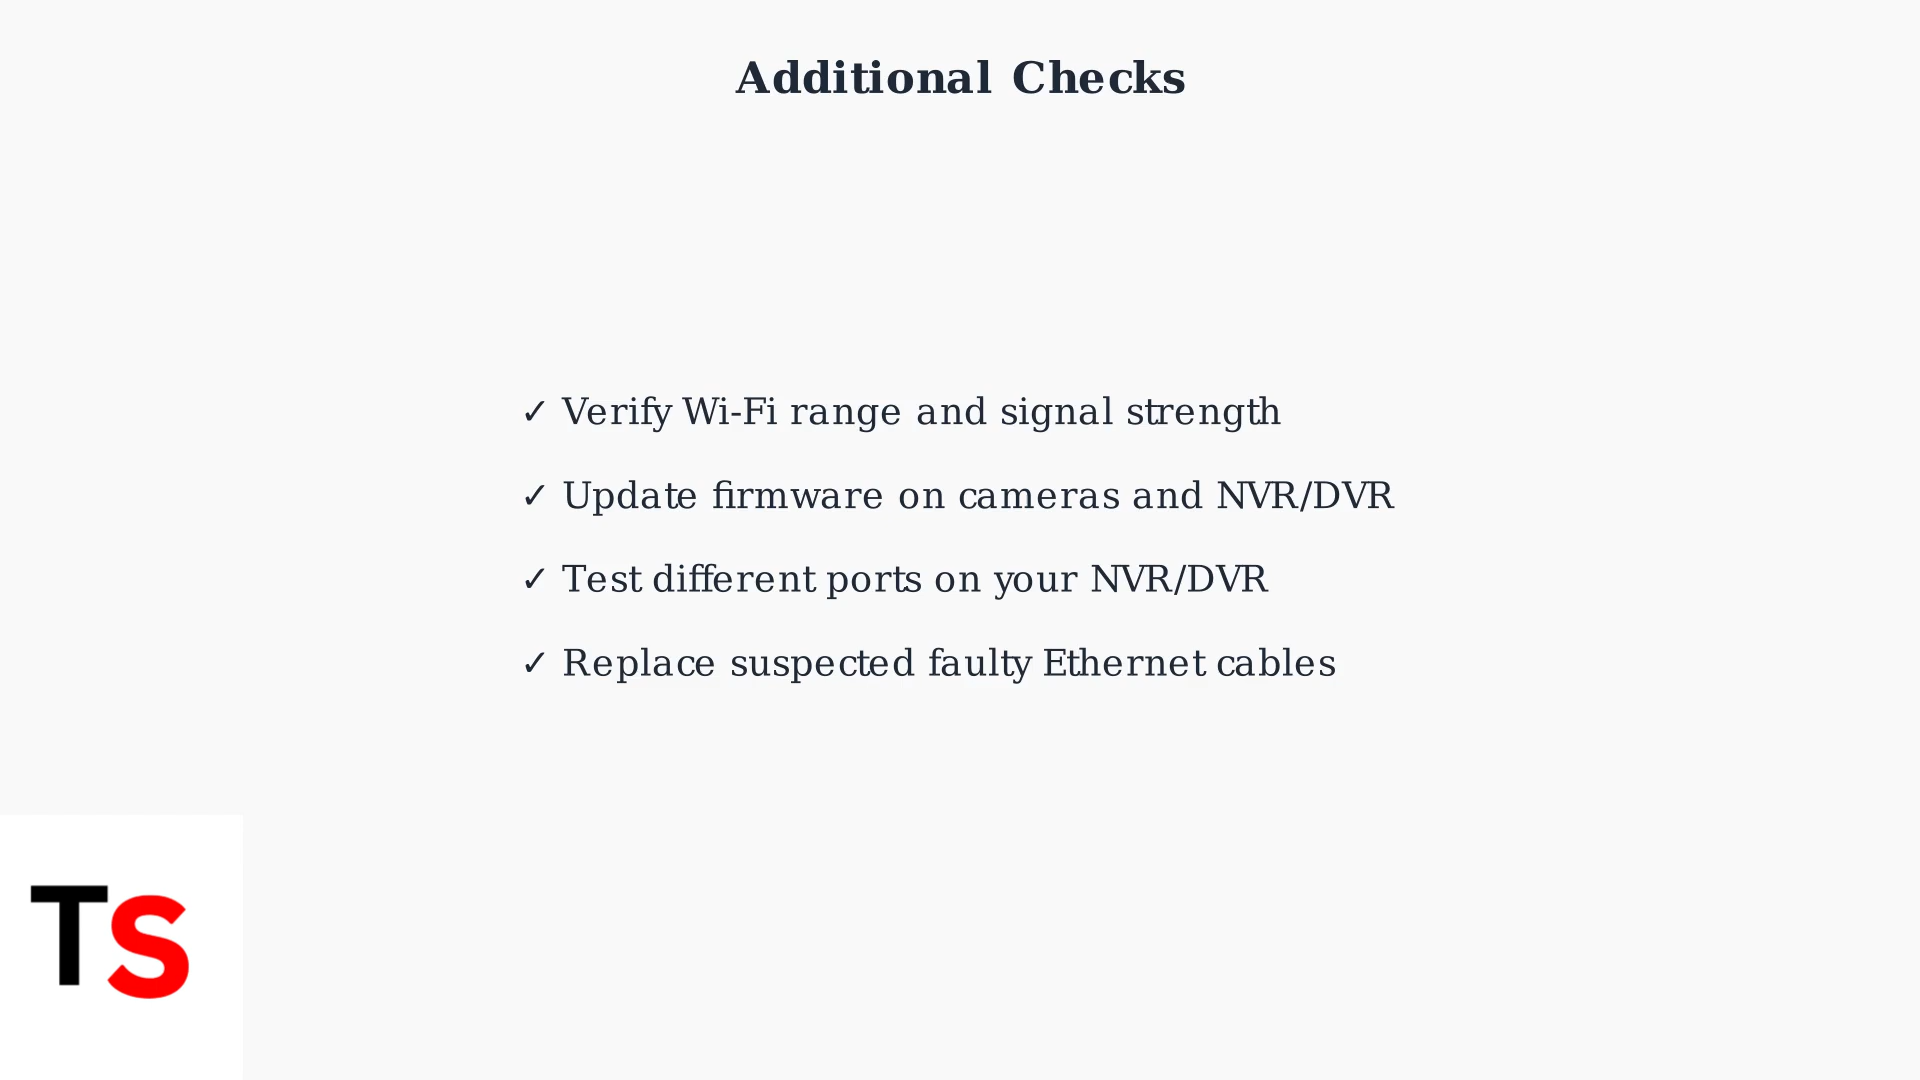 Additional Checks
✓ Verify Wi-Fi range and signal strength
✓ Update firmware on cameras and NVR/DVR
✓ Test different ports on your NVR/DVR
✓ Replace suspected faulty Ethernet cables
TS